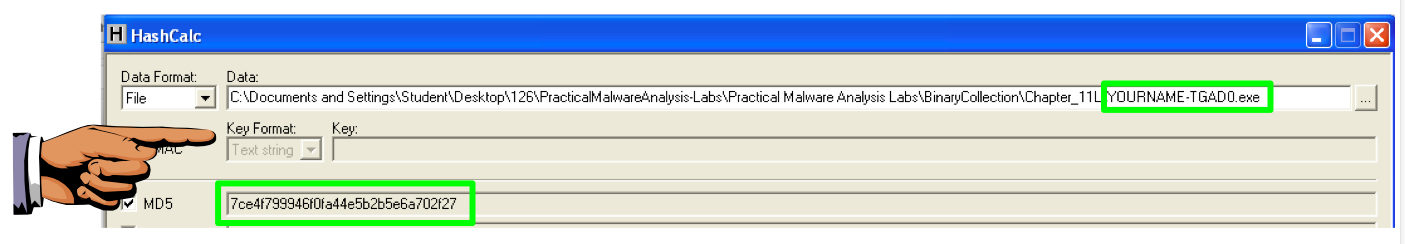 HashCalc
Data Format: Data:
File C:\Documents and Settings\Student\Desktop\126\PracticalMalwareAnalysis-Labs\Practical Malware Analysis Labs\BinaryCollection\Chapter_11L\YOURNAME-TGAD0.exe ...
Key Format: Key:
Text string
MD5 7ce4f799946f0fa44e5b2b5e6a702f27